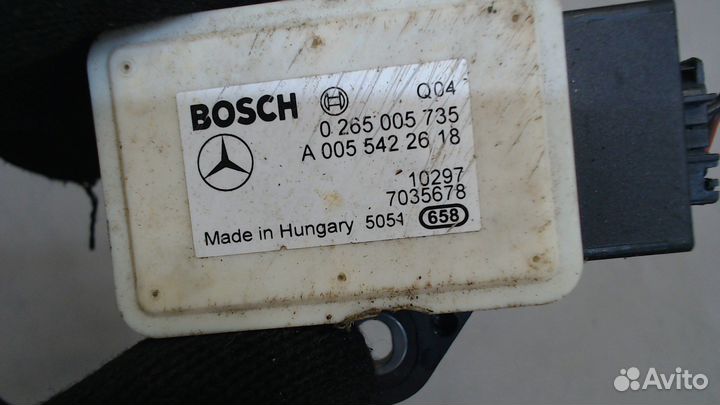 BOSCH
Q04
0 265 005 735
A 005 542 26 18
10297
7035678
Made in Hungary 5051 658
Avito